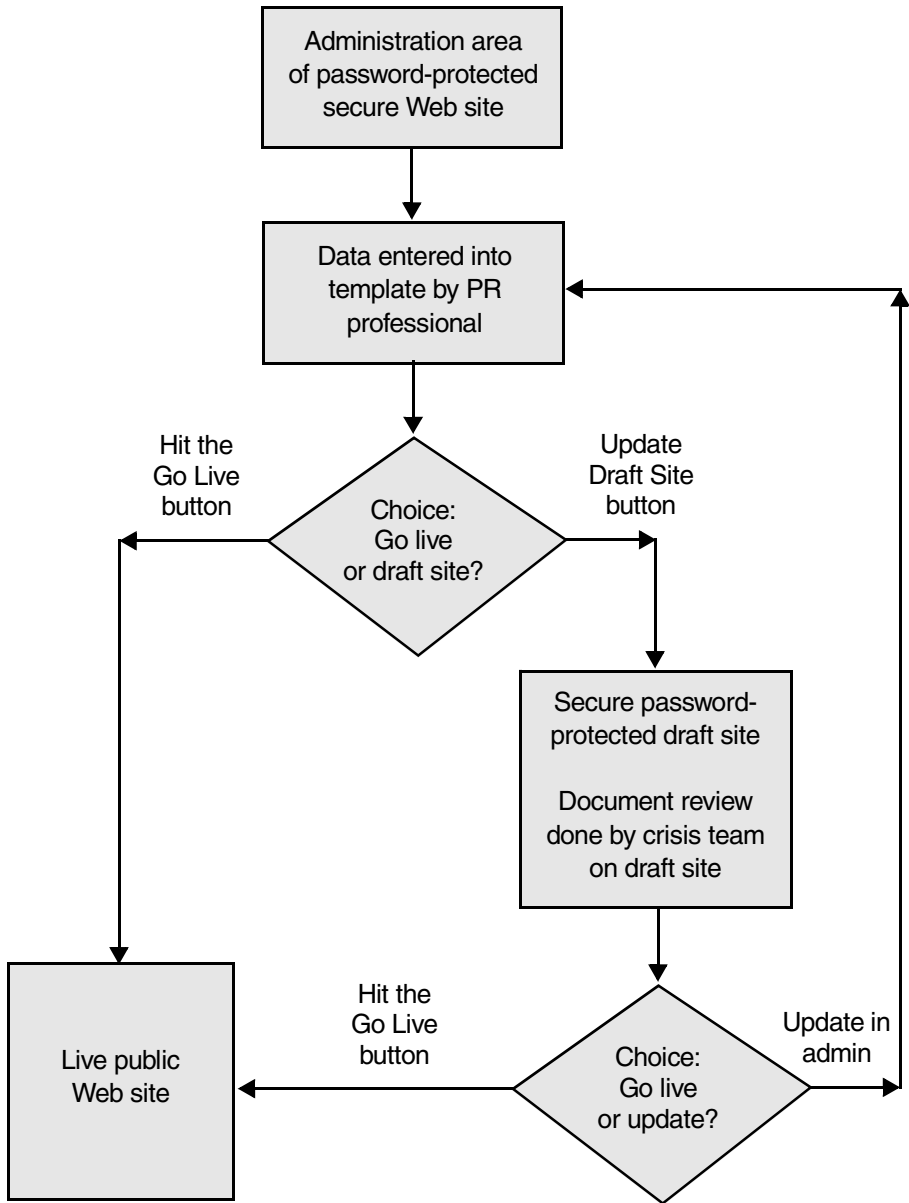 Administration area
of password-protected
secure Web site
Data entered into
template by PR
professional
Hit the
Go Live
button
Update
Draft Site
button
Choice:
Go live
or draft site?
Secure password-
protected draft site
Document review
done by crisis team
on draft site
Hit the
Go Live
button
Update in
admin
Live public
Web site
Choice:
Go live
or update?